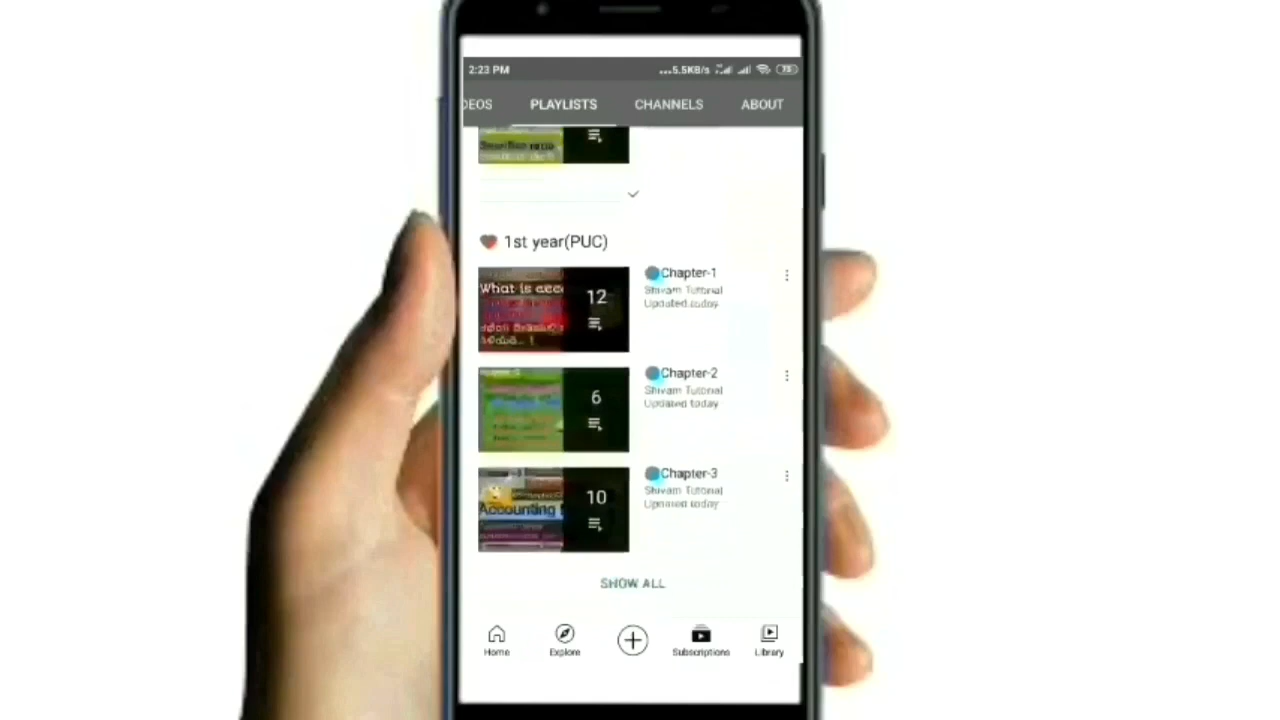 2:23 PM
5.5KB/s
DEOS PLAYLISTS CHANNELS ABOUT
1st year(PUC)
What is acco
12
Chapter-1
Shivam Tutorial
Updated today
6
Chapter-2
Shivam Tutorial
Updated today
Accounting
10
Chapter-3
Shivam Tutorial
Updated today
SHOW ALL
Home Explore Subscriptions Library